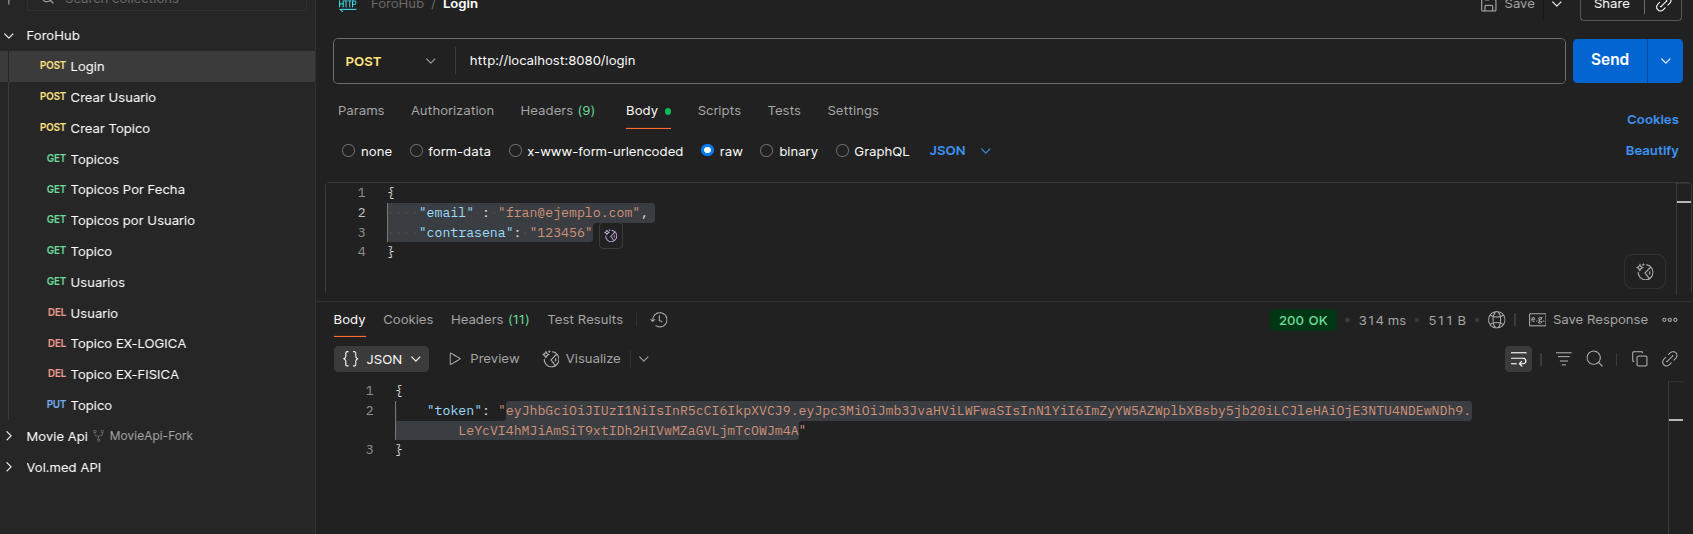 Search collections
ForoHub / Login
Save
Share
ForoHub
POST Login
POST Crear Usuario
POST Crear Topico
GET Topicos
GET Topicos Por Fecha
GET Topicos por Usuario
GET Topico
GET Usuarios
DEL Usuario
DEL Topico EX-LOGICA
DEL Topico EX-FISICA
PUT Topico
Movie Api MovieApi-Fork
Vol.med API
HTTP
POST http://localhost:8080/login
Send
Params Authorization Headers (9) Body Scripts Tests Settings
Cookies
none form-data x-www-form-urlencoded raw binary GraphQL JSON
Beautify
1 {
2 "email" : "fran@ejemplo.com",
3 "contrasena": "123456"
4 }
Body Cookies Headers (11) Test Results
200 OK • 314 ms • 511 B
e.g. Save Response
{ } JSON Preview Visualize
1 {
2 "token": "eyJhbGciOiJIUzI1NiIsInR5cCI6IkpXVCJ9.eyJpc3MiOiJmb3JvaHViLWFwaSIsInN1YiI6ImZyYW5AZWplbXBsby5jb20iLCJleHAiOjE3NTU4NDEwNDh9.
LeYcVI4hMJiAmSiT9xtIDh2HIVwMZaGVLjmTcOWJm4A"
3 }